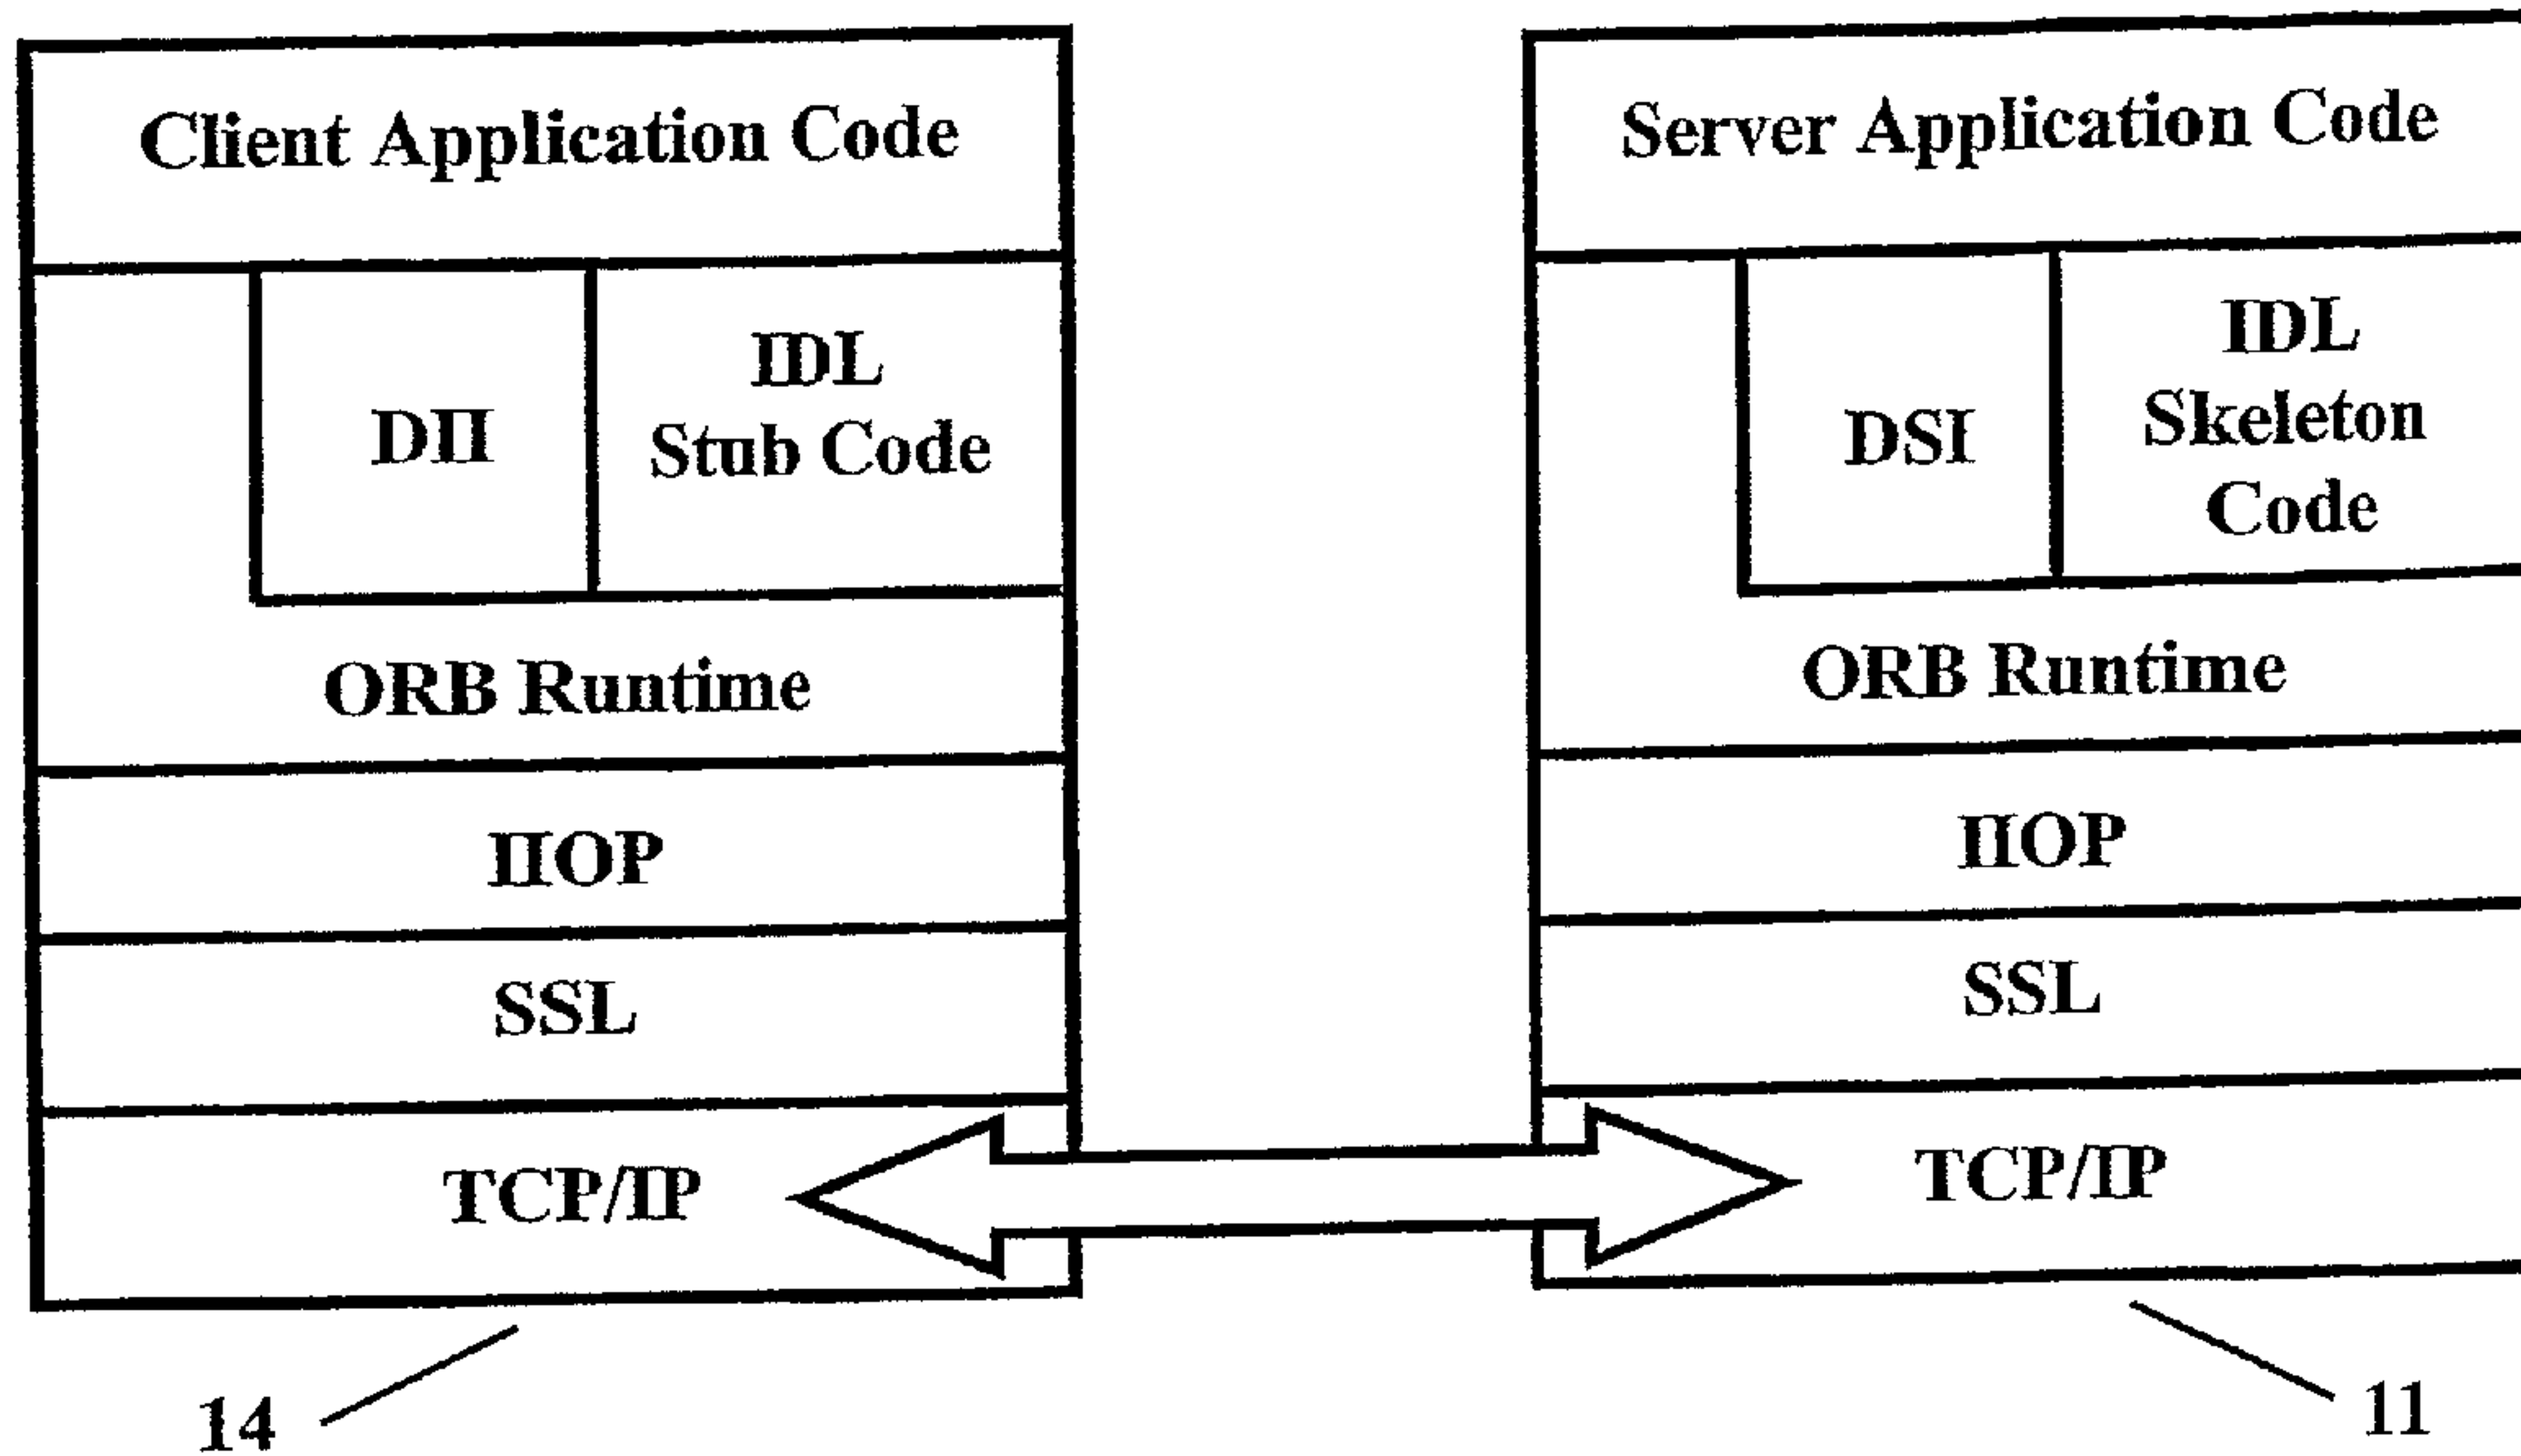 Client Application Code
DII
IDL
Stub Code
ORB Runtime
IIOP
SSL
TCP/IP
14
Server Application Code
DSI
IDL
Skeleton
Code
ORB Runtime
IIOP
SSL
TCP/IP
11